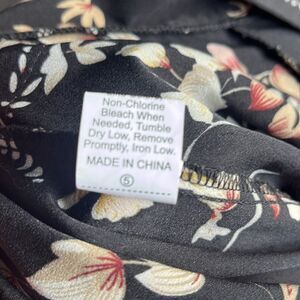 Non-Chlorine
Bleach When
Needed, Tumble
Dry Low, Remove
Promptly, Iron Low.
MADE IN CHINA
5